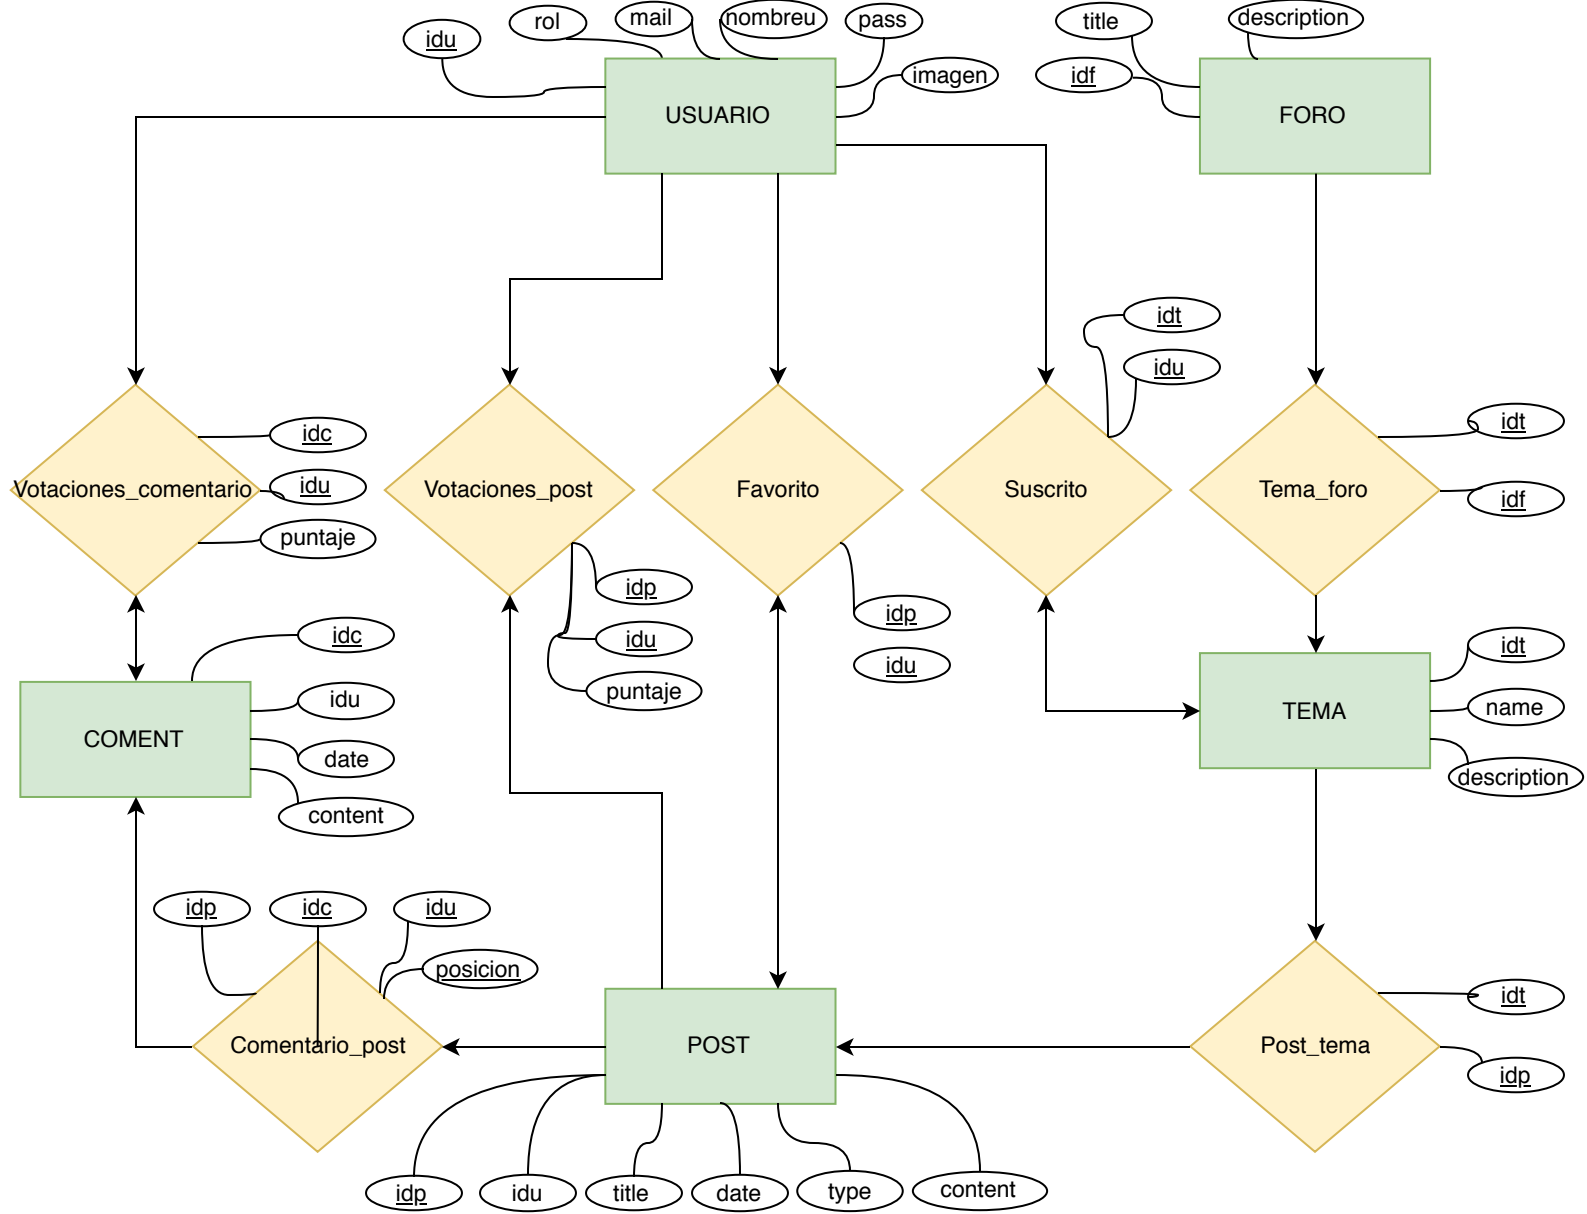 idu
rol
mail
nombreu
pass
imagen
title
description
idf
USUARIO
FORO
idt
idu
idc
idu
puntaje
Votaciones_comentario
Votaciones_post
Favorito
Suscrito
Tema_foro
idt
idf
idp
idu
puntaje
idp
idu
idc
idu
date
content
COMENT
TEMA
idt
name
description
idp
idc
idu
posicion
Comentario_post
POST
Post_tema
idt
idp
idp
idu
title
date
type
content